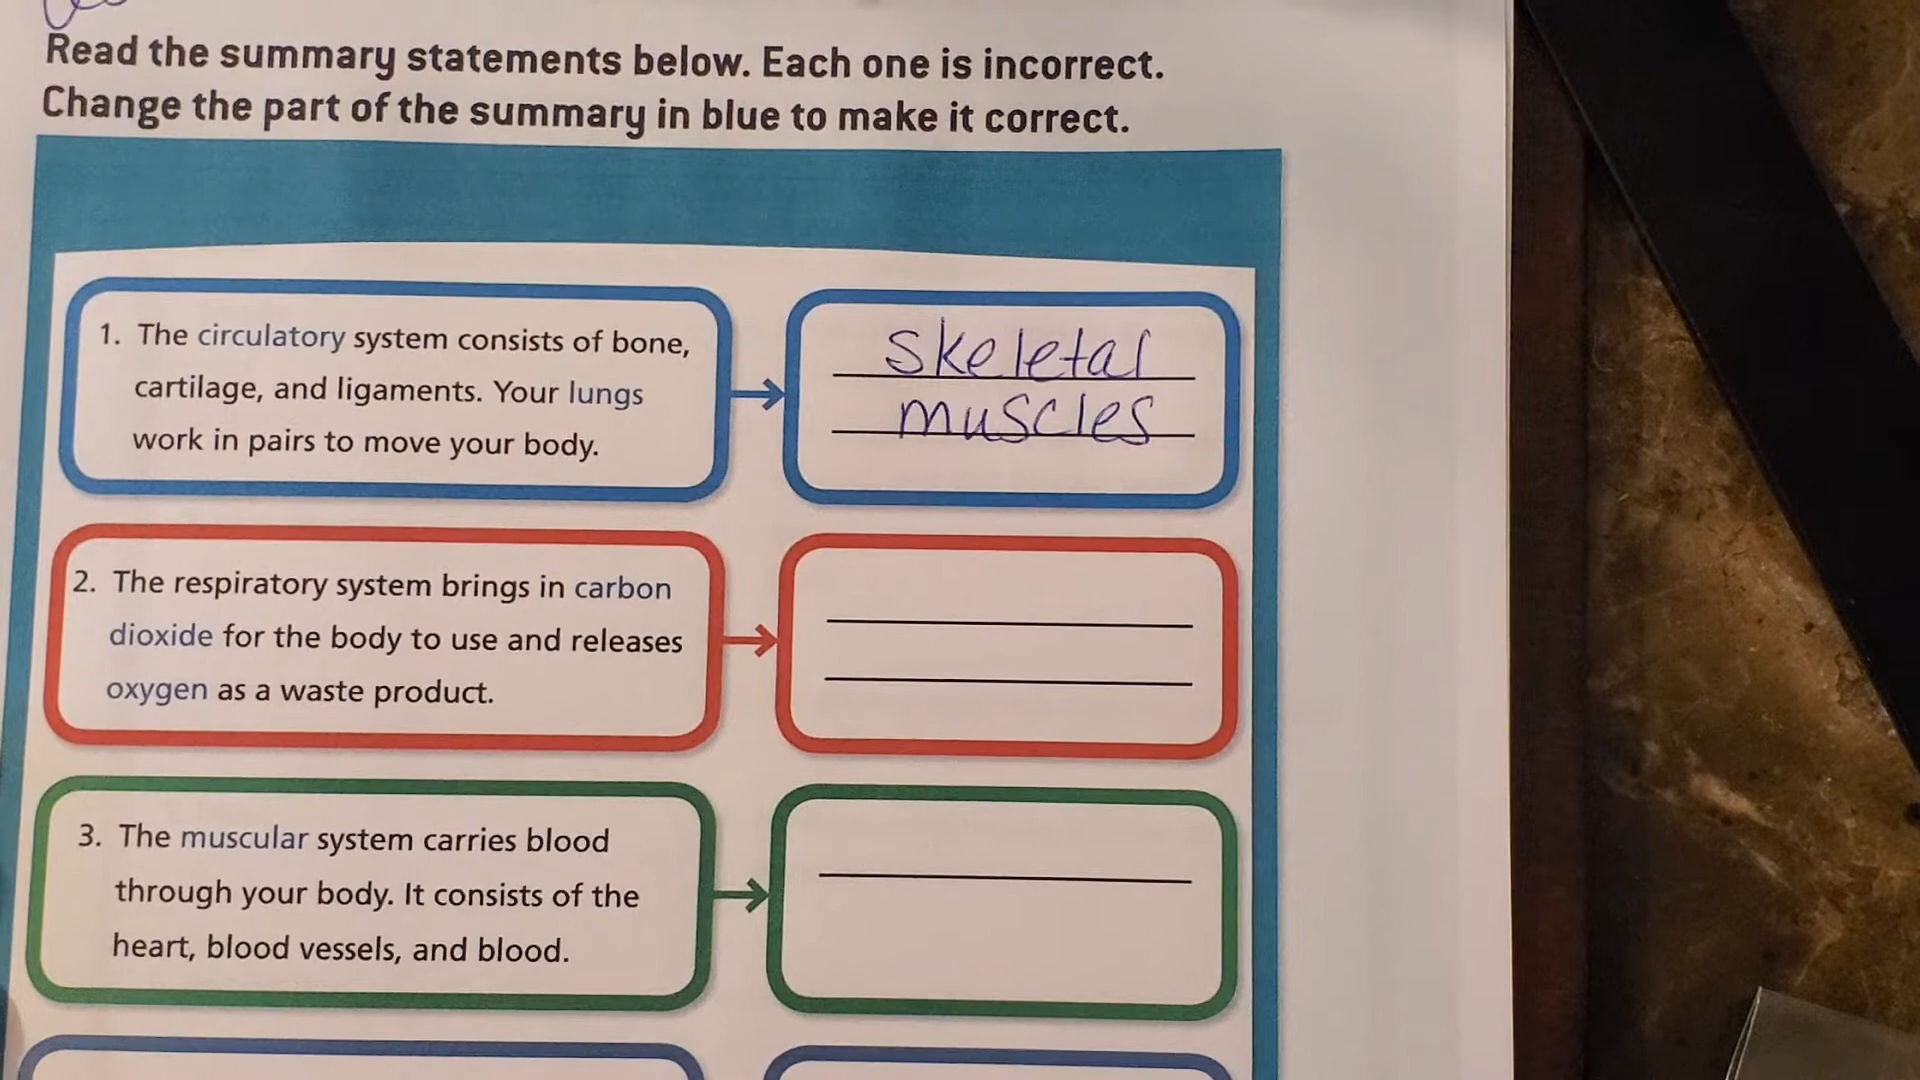 Read the summary statements below. Each one is incorrect.
Change the part of the summary in blue to make it correct.
1. The circulatory system consists of bone,
cartilage, and ligaments. Your lungs
work in pairs to move your body.
skeletal
muscles
2. The respiratory system brings in carbon
dioxide for the body to use and releases
oxygen as a waste product.
3. The muscular system carries blood
through your body. It consists of the
heart, blood vessels, and blood.